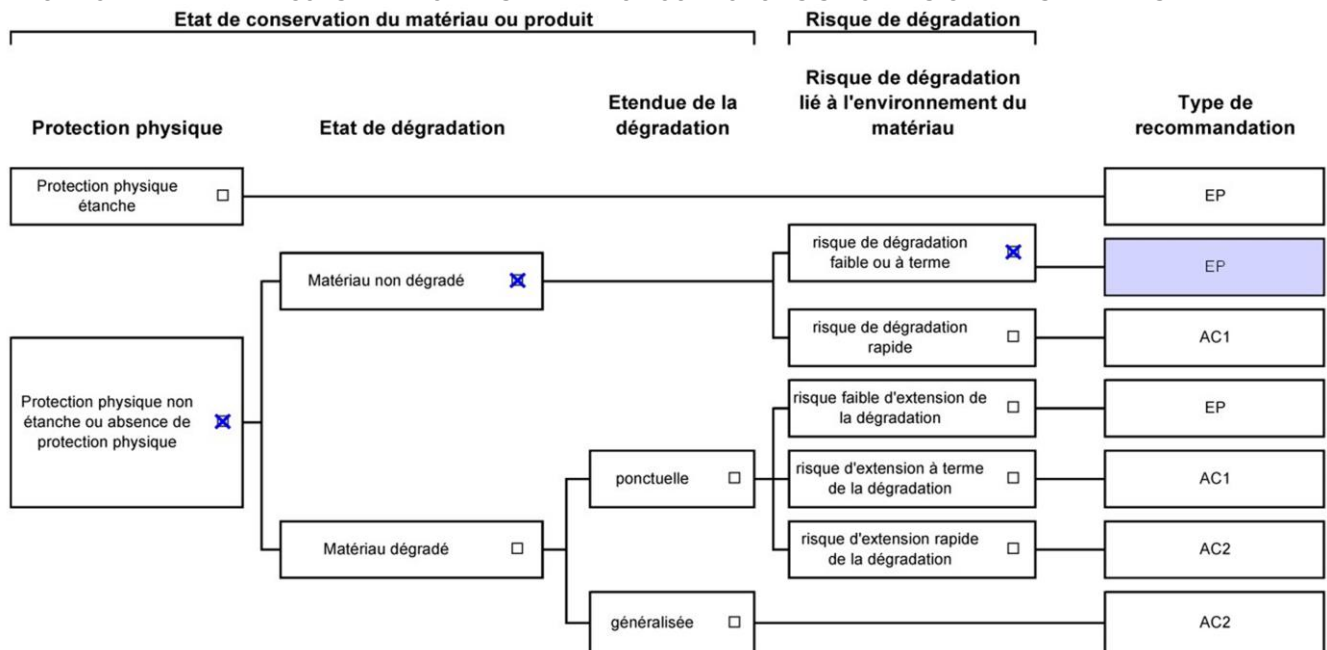 Etat de conservation du matériau ou produit
Risque de dégradation
Protection physique
Etat de dégradation
Etendue de la
dégradation
Risque de dégradation
lié à l'environnement du
matériau
Type de
recommandation
Protection physique
étanche
EP
risque de dégradation
faible ou à terme
EP
Matériau non dégradé
risque de dégradation
rapide
AC1
Protection physique non
étanche ou absence de
protection physique
risque faible d'extension de
la dégradation
EP
ponctuelle
risque d'extension à terme
de la dégradation
AC1
Matériau dégradé
risque d'extension rapide
de la dégradation
AC2
généralisée
AC2